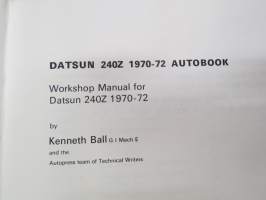 DATSUN 240Z 1970-72 AUTOBOOK
Workshop Manual for
Datsun 240Z 1970-72
by
Kenneth Ball G I Mech E
and the
Autopress team of Technical Writers